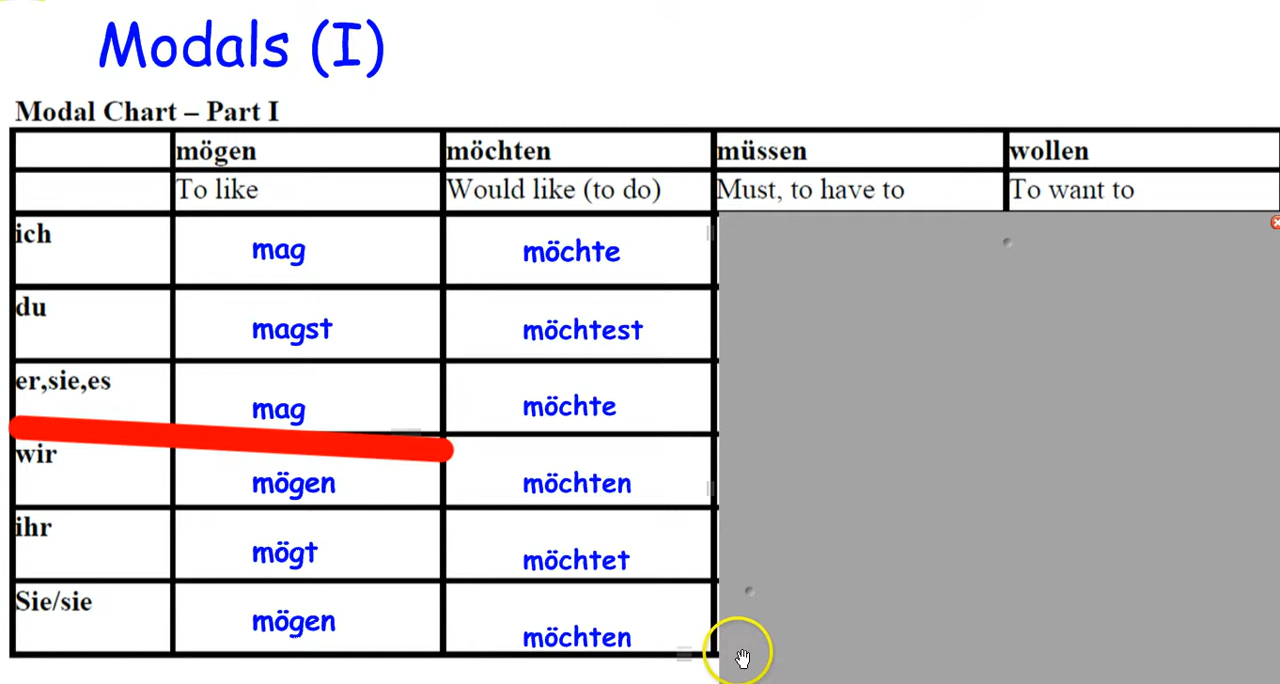 Modals (I)
Modal Chart – Part I
mögen möchten müssen wollen
To like Would like (to do) Must, to have to To want to
ich mag möchte
du magst möchtest
er,sie,es mag möchte
wir mögen möchten
ihr mögt möchtet
Sie/sie mögen möchten